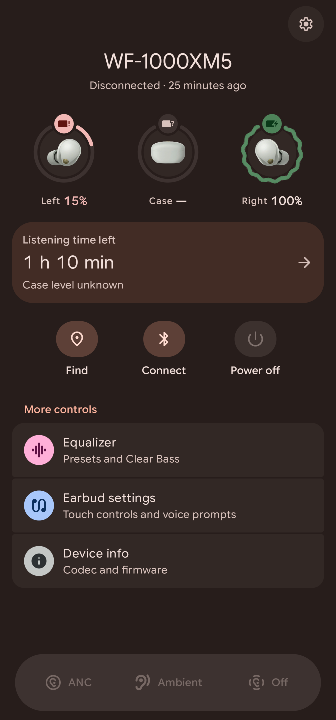 WF-1000XM5
Disconnected · 25 minutes ago
Left 15%
Case —
Right 100%
Listening time left
1 h 10 min
Case level unknown
Find
Connect
Power off
More controls
Equalizer
Presets and Clear Bass
Earbud settings
Touch controls and voice prompts
Device info
Codec and firmware
ANC
Ambient
Off